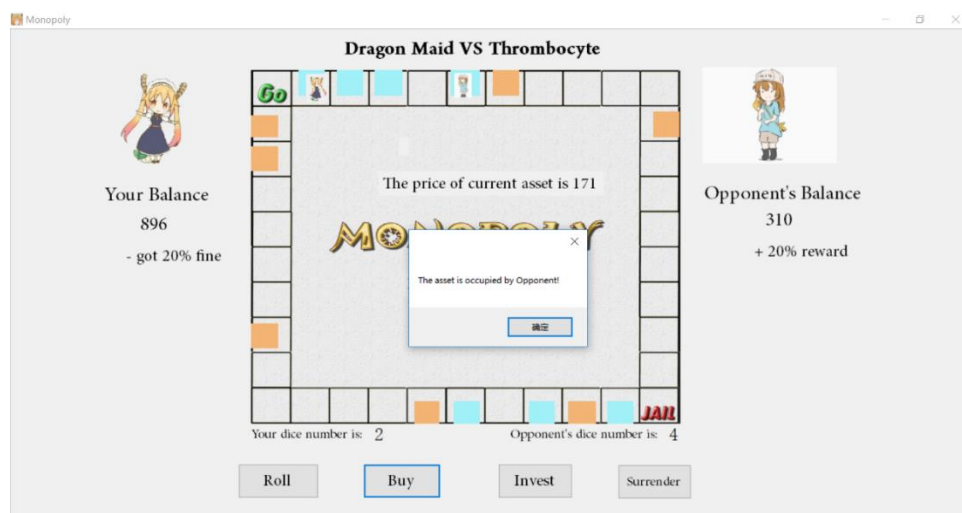 Monopoly
Dragon Maid VS Thrombocyte
Go
The price of current asset is 171
Your Balance
896
- got 20% fine
Opponent's Balance
310
+ 20% reward
MONOPOLY
The asset is occupied by Opponent!
确定
JAIL
Your dice number is: 2
Opponent's dice number is: 4
Roll
Buy
Invest
Surrender